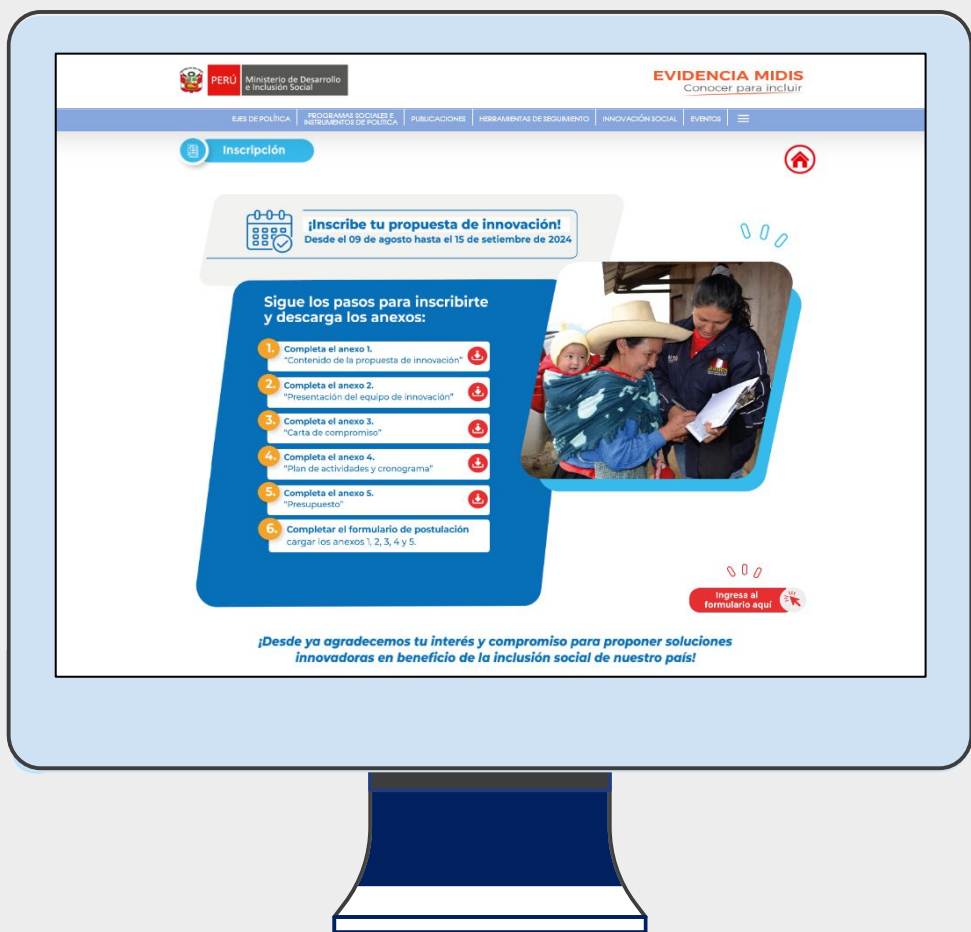 PERÚ
Ministerio de Desarrollo
e Inclusión Social
EVIDENCIA MIDIS
Conocer para incluir
EJES DE POLÍTICA
PROGRAMAS SOCIALES E
INSTRUMENTOS DE POLÍTICA
PUBLICACIONES
HERRAMIENTAS DE SEGUIMIENTO
INNOVACIÓN SOCIAL
EVENTOS
Inscripción
¡Inscribe tu propuesta de innovación!
Desde el 09 de agosto hasta el 15 de setiembre de 2024
Sigue los pasos para inscribirte
y descarga los anexos:
1. Completa el anexo 1.
"Contenido de la propuesta de innovación"
2. Completa el anexo 2.
"Presentación del equipo de innovación"
3. Completa el anexo 3.
"Carta de compromiso"
4. Completa el anexo 4.
"Plan de actividades y cronograma"
5. Completa el anexo 5.
"Presupuesto"
6. Completar el formulario de postulación
cargar los anexos 1, 2, 3, 4 y 5.
Ingresa al
formulario aquí
¡Desde ya agradecemos tu interés y compromiso para proponer soluciones
innovadoras en beneficio de la inclusión social de nuestro país!